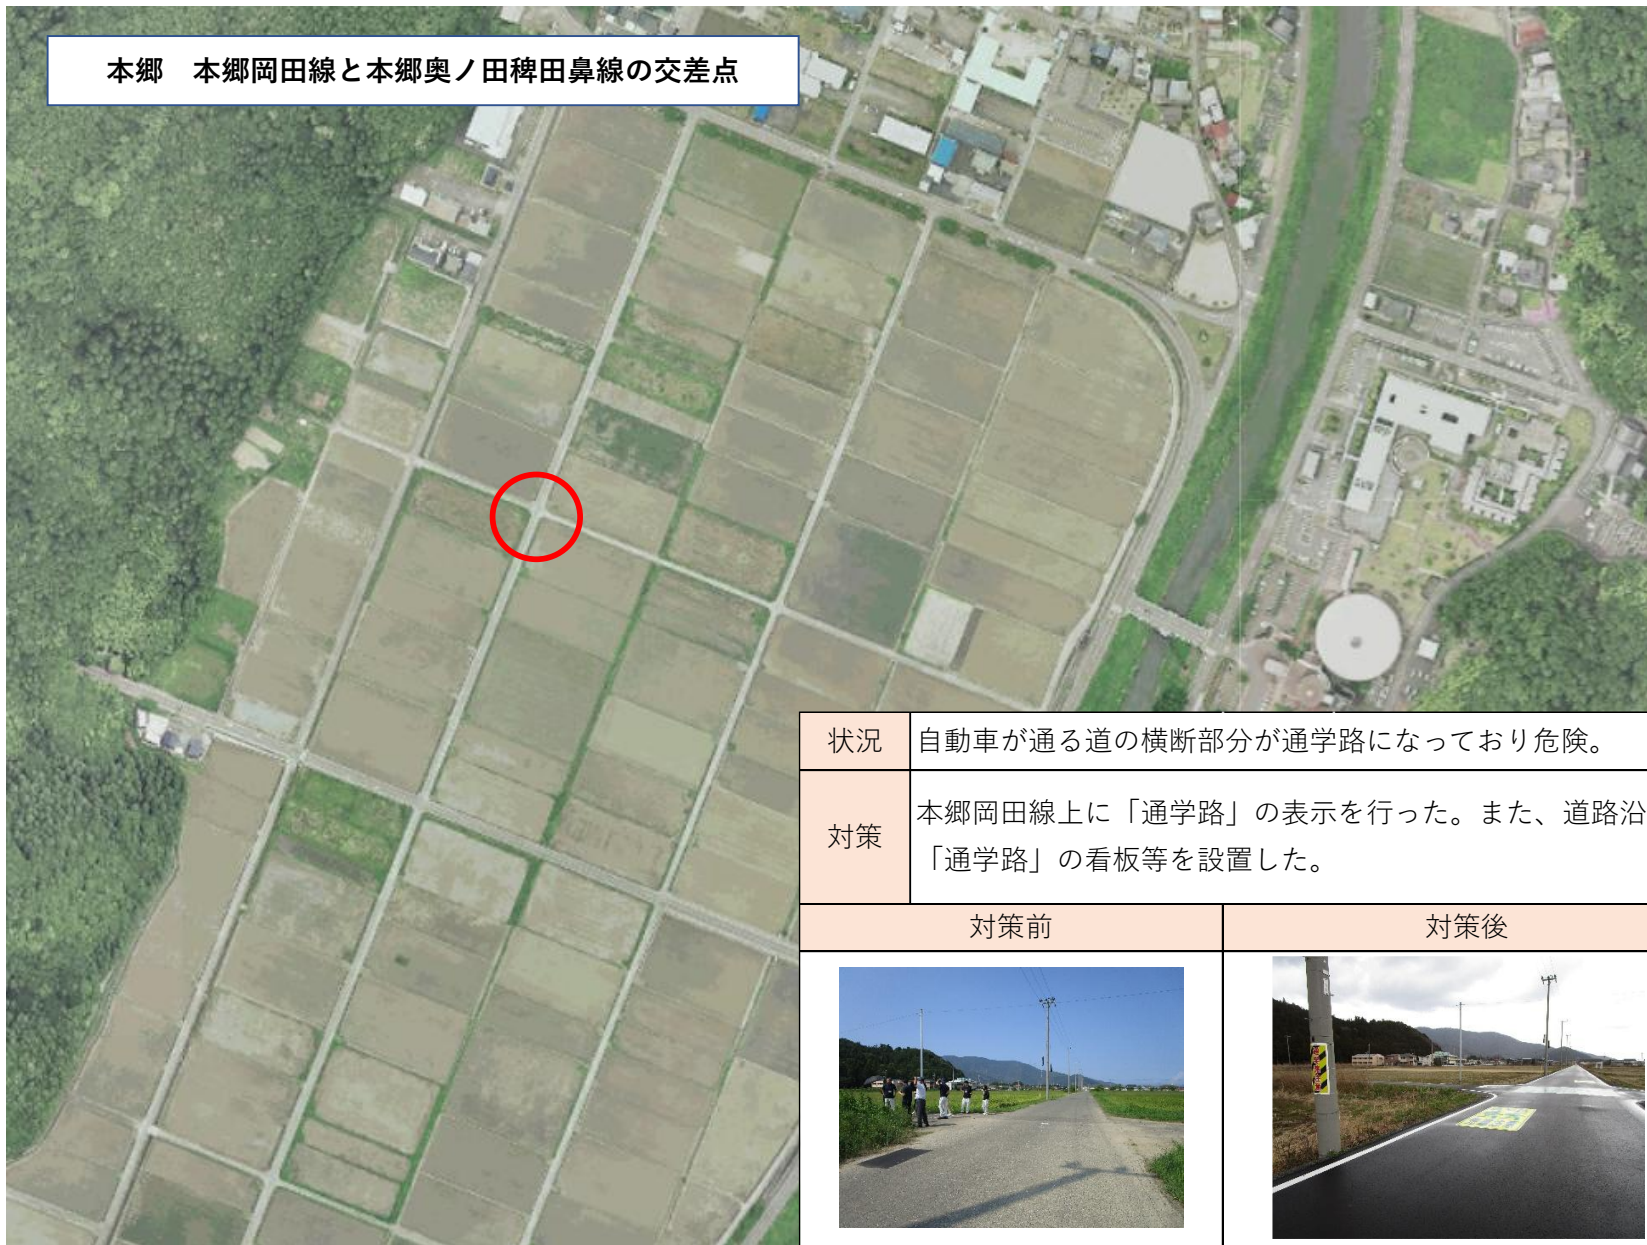 本郷　本郷岡田線と本郷奥ノ田稗田鼻線の交差点
状況
自動車が通る道の横断部分が通学路になっており危険。
対策
本郷岡田線上に「通学路」の表示を行った。また、道路沿
「通学路」の看板等を設置した。
対策前
対策後